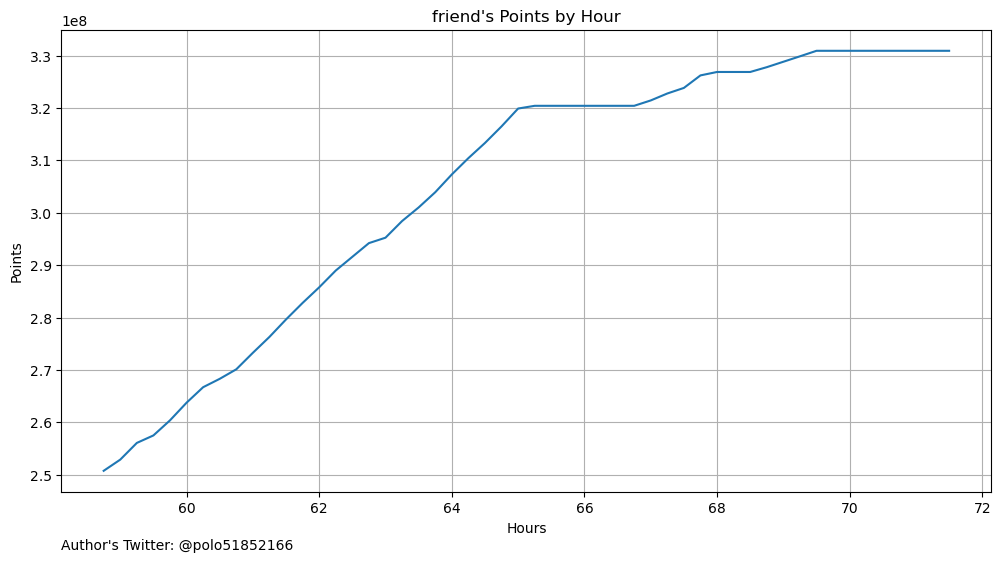 friend's Points by Hour
1e8
3.3
3.2
3.1
3.0
2.9
2.8
2.7
2.6
2.5
Points
60 62 64 66 68 70 72
Hours
Author's Twitter: @polo51852166